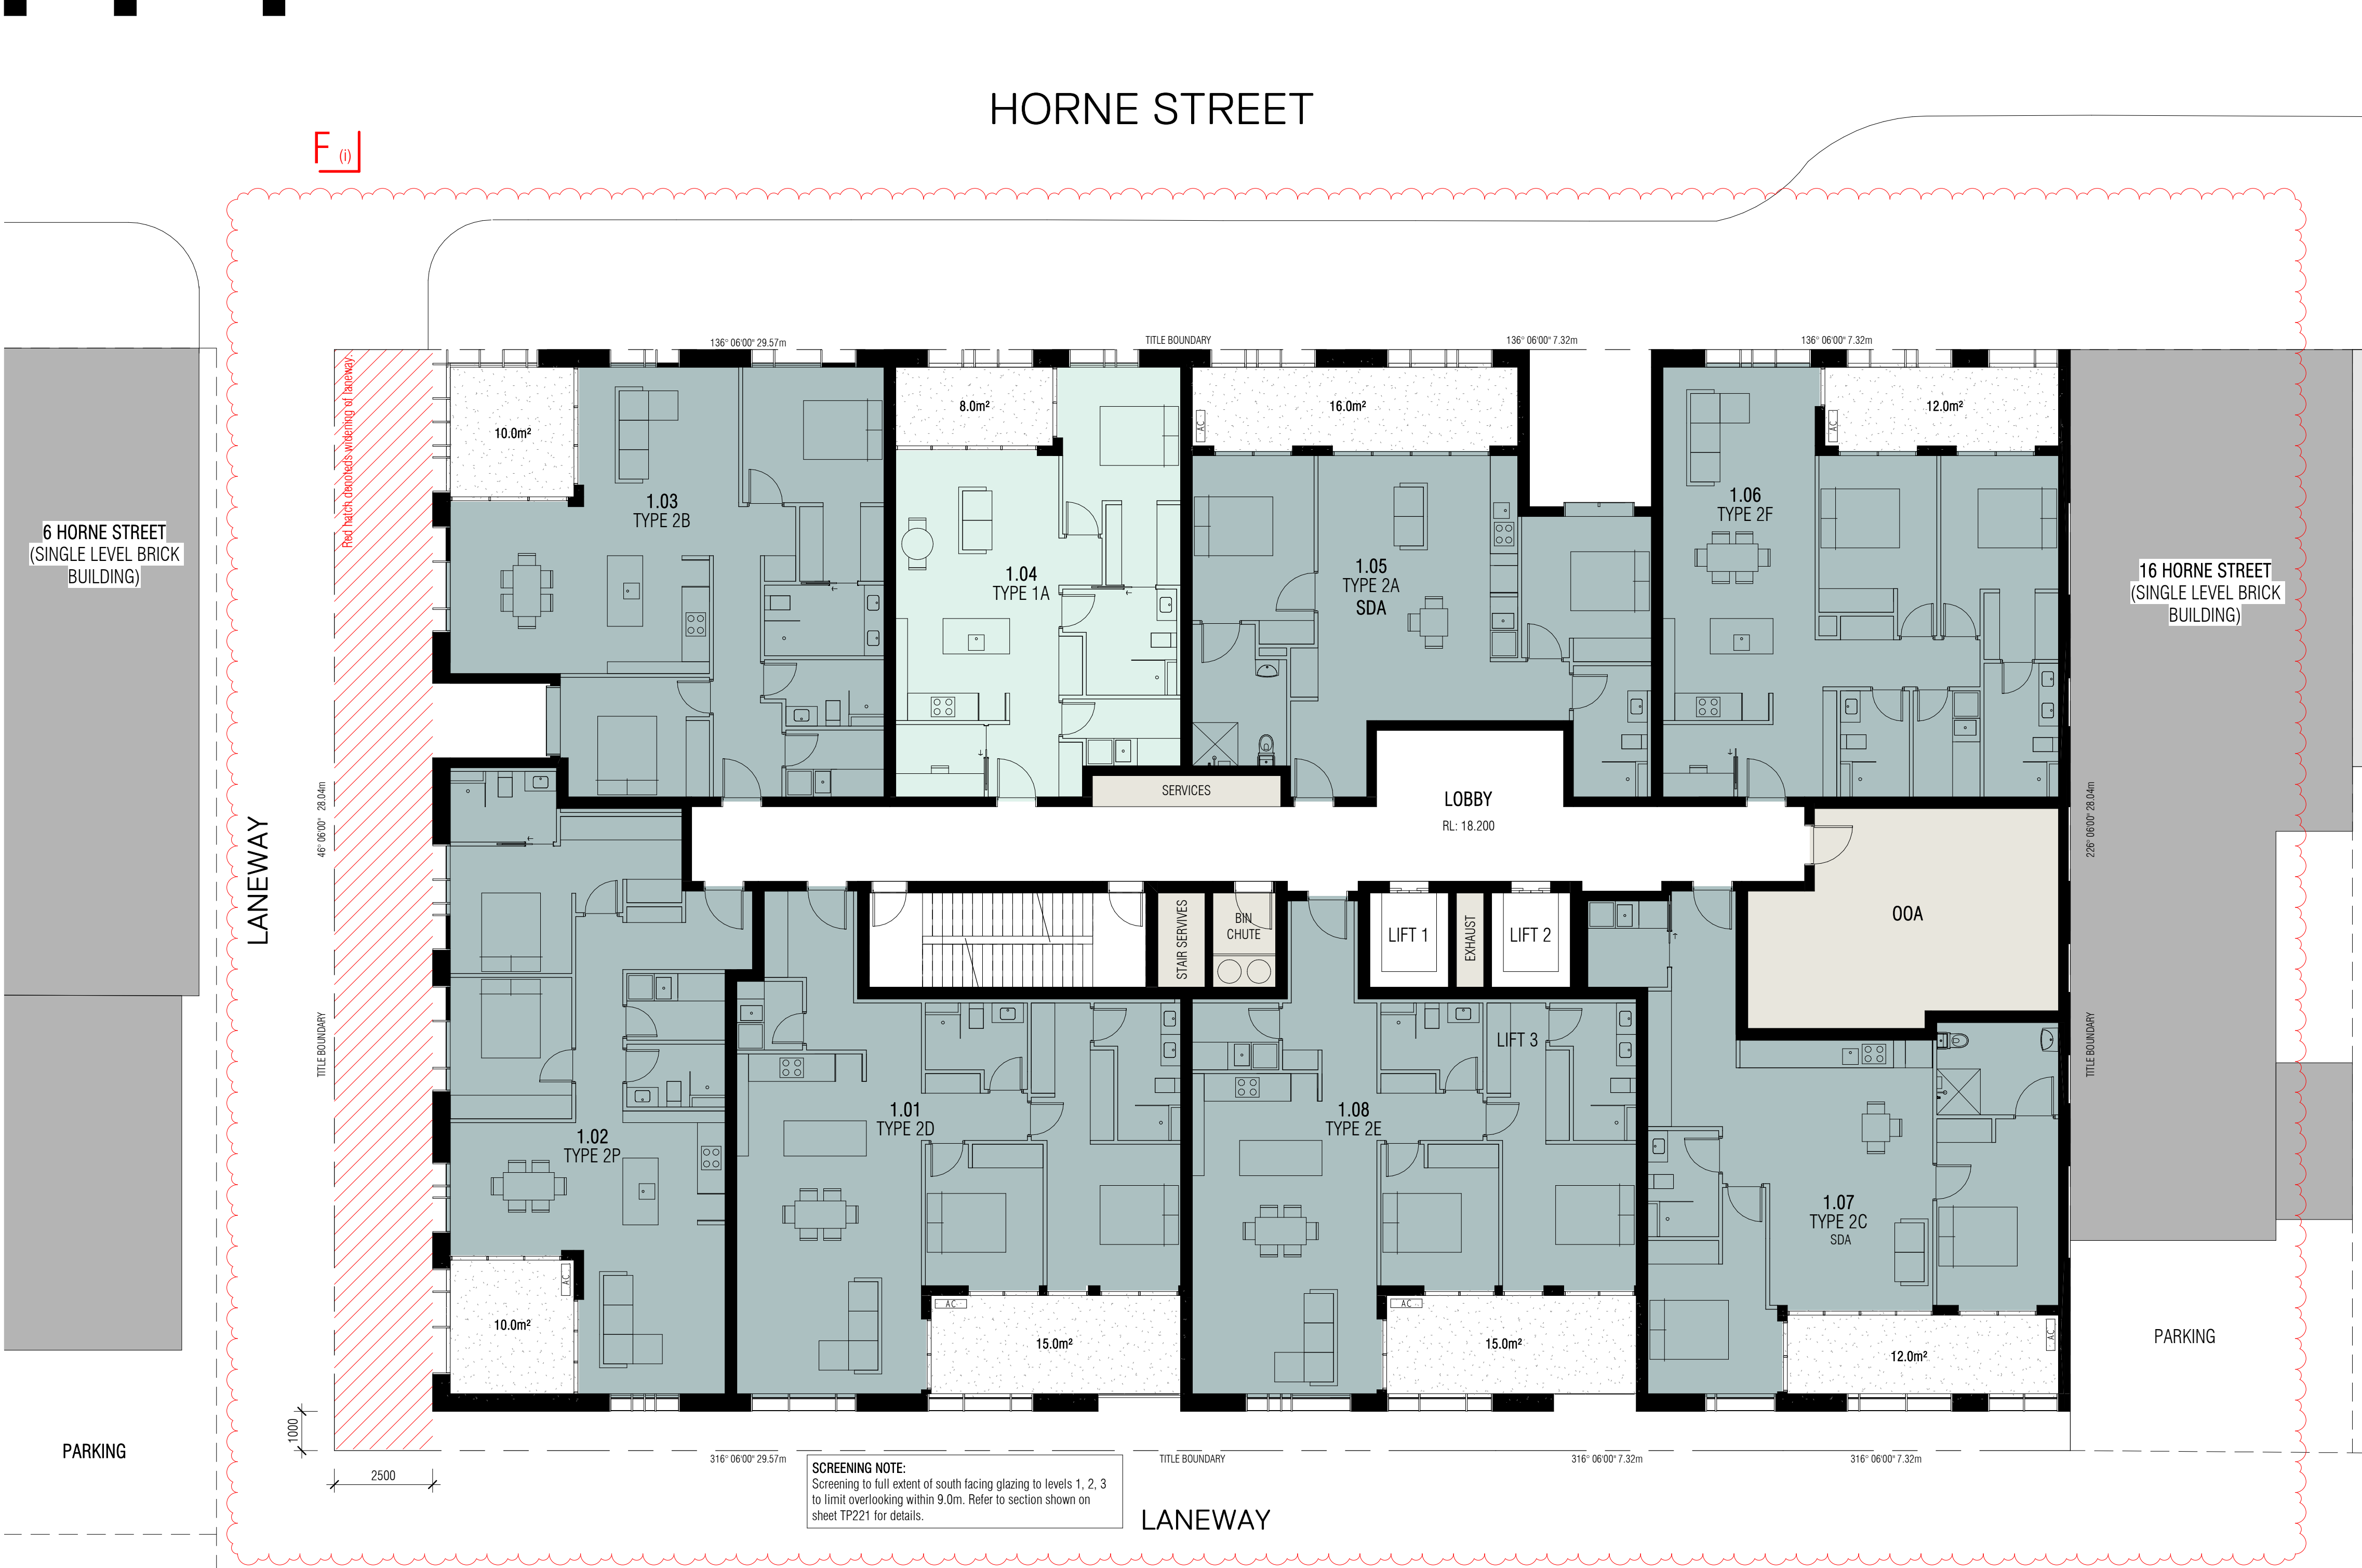 HORNE STREET
F (i)
136° 06'00" 29.57m
TITLE BOUNDARY
136° 06'00" 7.32m
136° 06'00" 7.32m
Red hatch denoteds widening of laneway.
10.0m²
8.0m²
16.0m²
AC
12.0m²
AC
6 HORNE STREET
(SINGLE LEVEL BRICK
BUILDING)
1.03
TYPE 2B
1.04
TYPE 1A
1.05
TYPE 2A
SDA
1.06
TYPE 2F
16 HORNE STREET
(SINGLE LEVEL BRICK
BUILDING)
46° 06'00" 28.04m
SERVICES
LOBBY
RL: 18.200
226° 06'00" 28.04m
LANEWAY
STAIR SERVIVES
BIN
CHUTE
LIFT 1
EXHAUST
LIFT 2
OOA
TITLE BOUNDARY
LIFT 3
TITLE BOUNDARY
1.02
TYPE 2P
1.01
TYPE 2D
1.08
TYPE 2E
1.07
TYPE 2C
SDA
AC
10.0m²
AC
15.0m²
AC
15.0m²
AC
12.0m²
PARKING
1000
PARKING
2500
316° 06'00" 29.57m
TITLE BOUNDARY
316° 06'00" 7.32m
316° 06'00" 7.32m
SCREENING NOTE:
Screening to full extent of south facing glazing to levels 1, 2, 3
to limit overlooking within 9.0m. Refer to section shown on
sheet TP221 for details.
LANEWAY